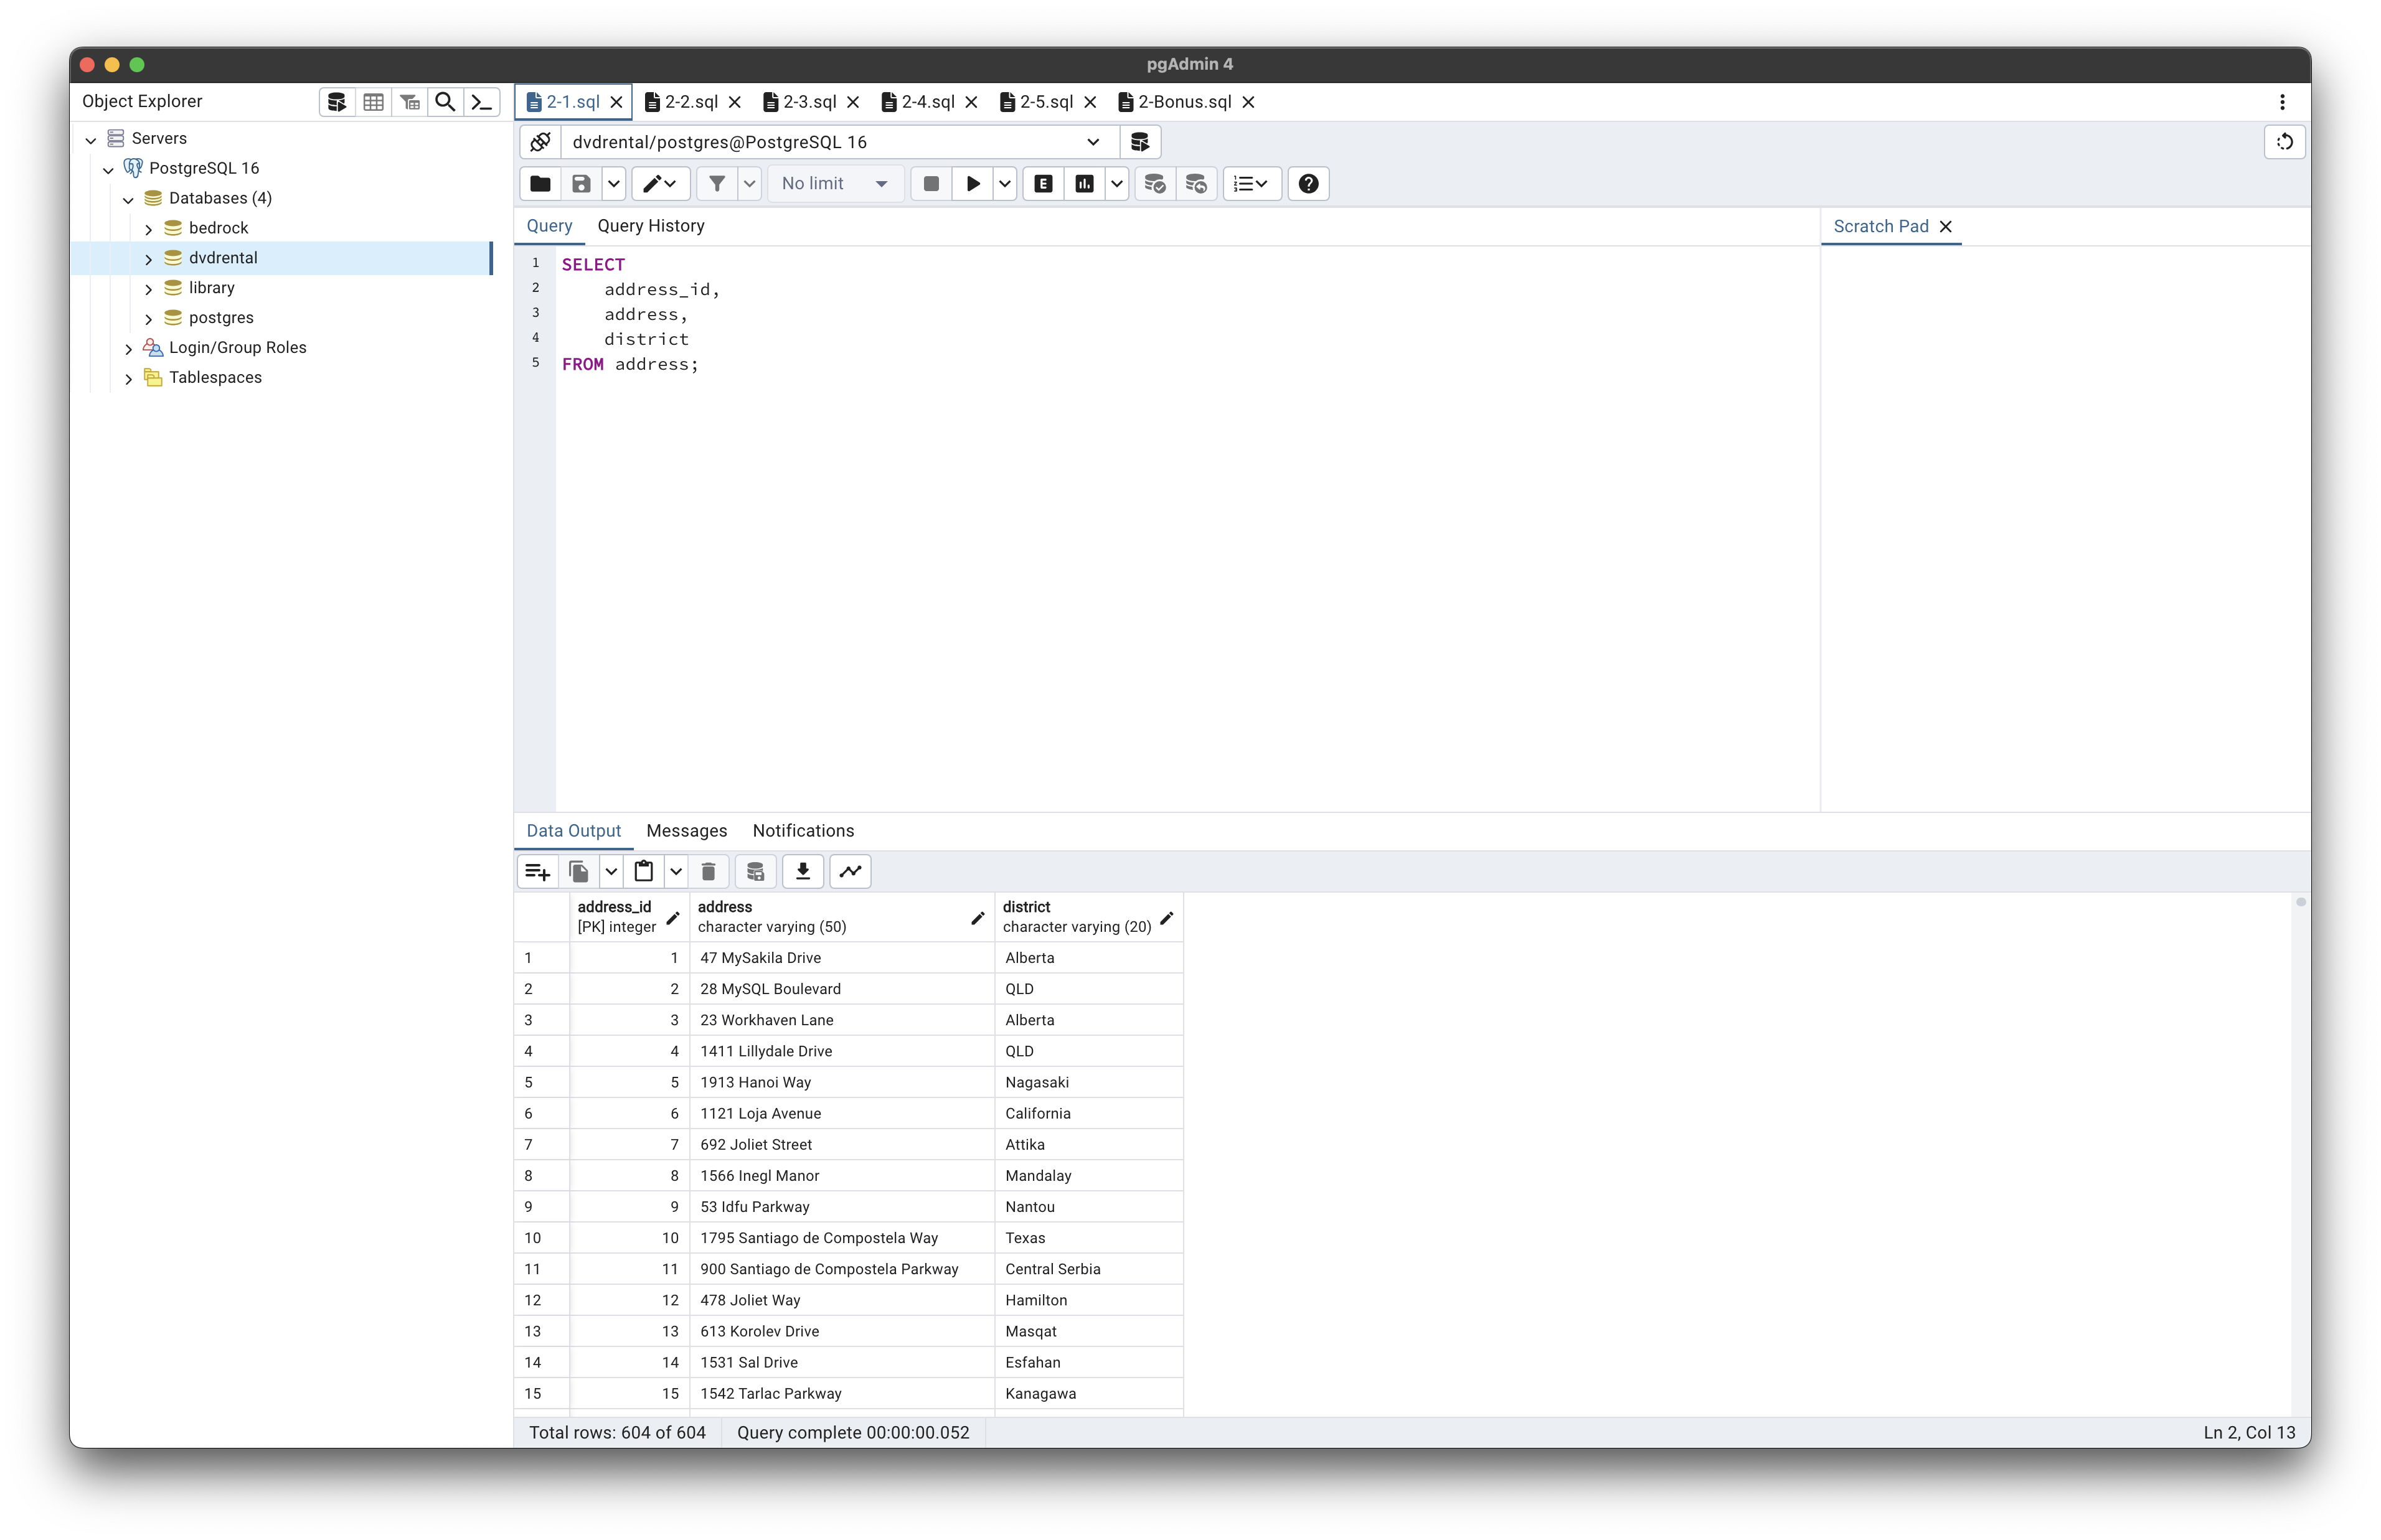 pgAdmin 4
Object Explorer
2-1.sql
2-2.sql
2-3.sql
2-4.sql
2-5.sql
2-Bonus.sql
Servers
PostgreSQL 16
Databases (4)
bedrock
dvdrental
library
postgres
Login/Group Roles
Tablespaces
dvdrental/postgres@PostgreSQL 16
No limit
E
Query Query History
Scratch Pad
1 SELECT
2 address_id,
3 address,
4 district
5 FROM address;
Data Output Messages Notifications
address_id address district
[PK] integer character varying (50) character varying (20)
1 1 47 MySakila Drive Alberta
2 2 28 MySQL Boulevard QLD
3 3 23 Workhaven Lane Alberta
4 4 1411 Lillydale Drive QLD
5 5 1913 Hanoi Way Nagasaki
6 6 1121 Loja Avenue California
7 7 692 Joliet Street Attika
8 8 1566 Inegl Manor Mandalay
9 9 53 Idfu Parkway Nantou
10 10 1795 Santiago de Compostela Way Texas
11 11 900 Santiago de Compostela Parkway Central Serbia
12 12 478 Joliet Way Hamilton
13 13 613 Korolev Drive Masqat
14 14 1531 Sal Drive Esfahan
15 15 1542 Tarlac Parkway Kanagawa
Total rows: 604 of 604 Query complete 00:00:00.052 Ln 2, Col 13